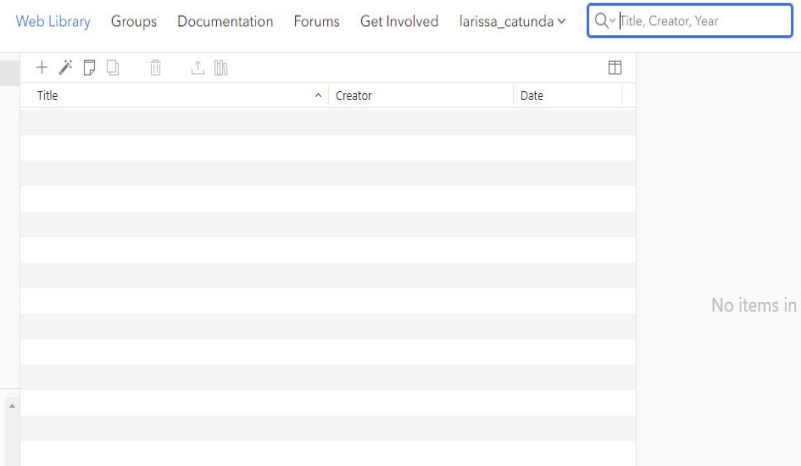 Web Library Groups Documentation Forums Get Involved larissa_catunda Title, Creator, Year
Title Creator Date
No items in